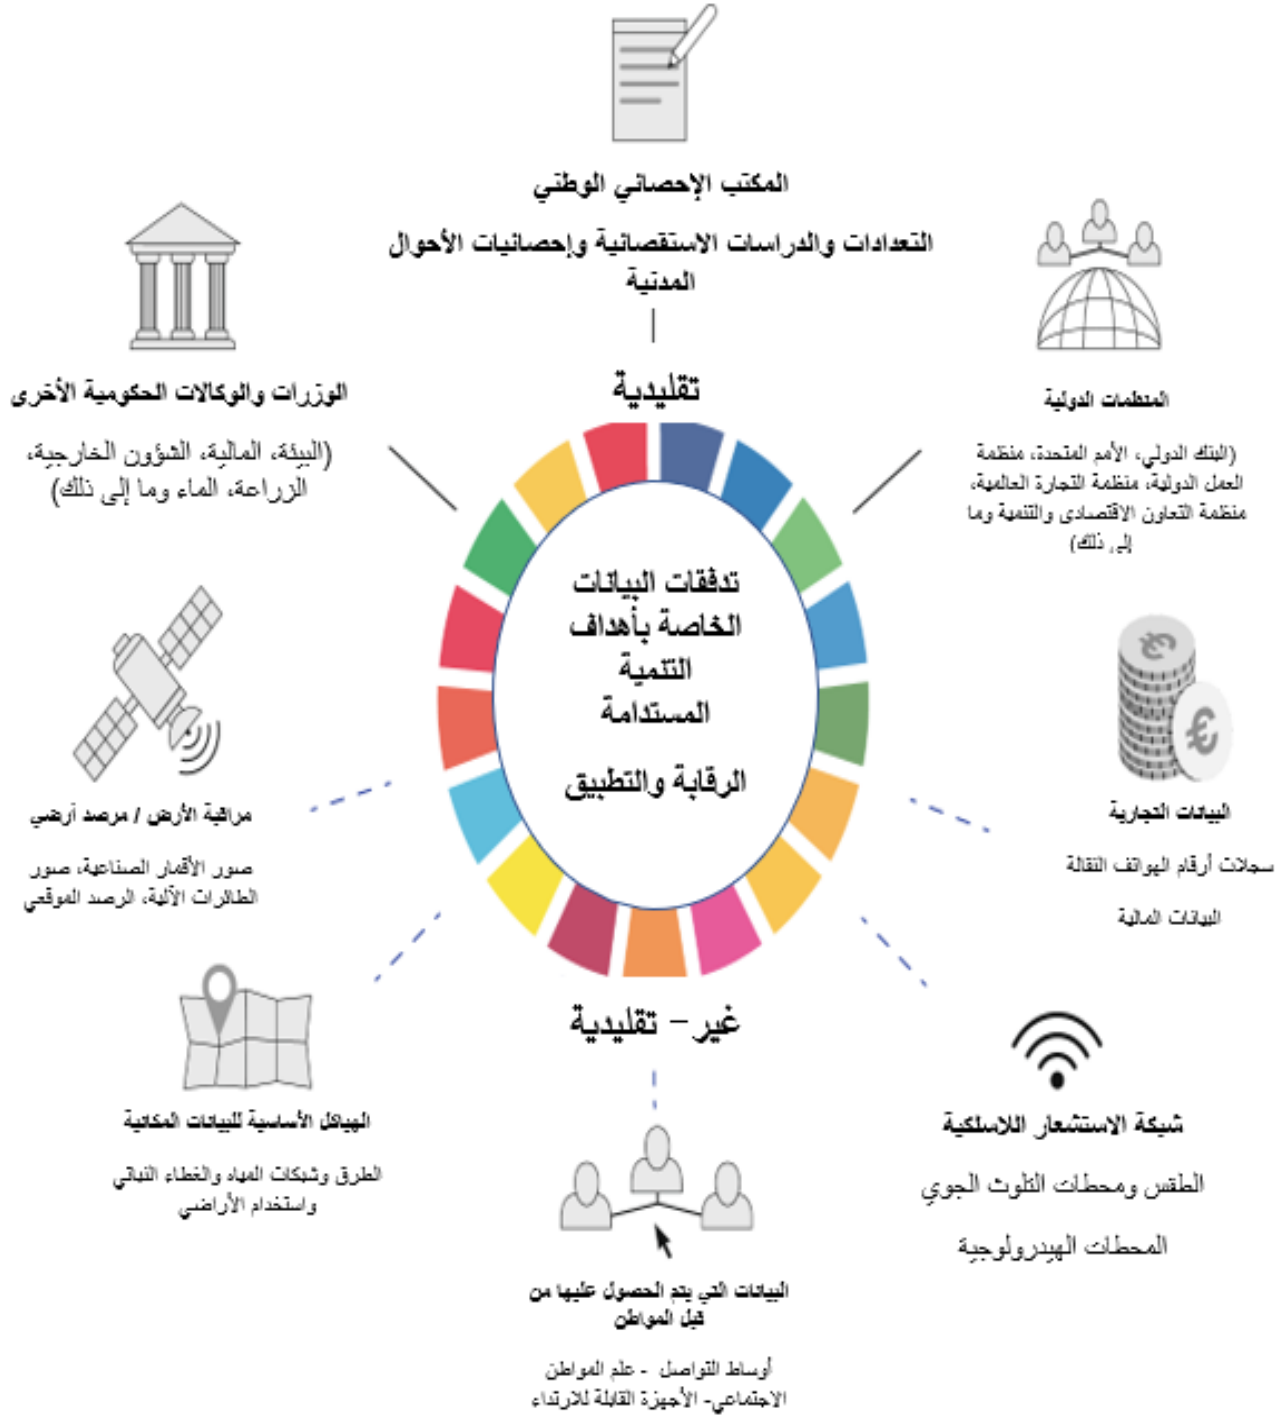 المكتب الإحصائي الوطني
التعدادات والدراسات الاستقصائية وإحصائيات الأحوال
المدنية
تقليدية
الوزرات والوكالات الحكومية الأخرى
(البيئة، المالية، الشؤون الخارجية،
الزراعة، الماء وما إلى ذلك)
المنظمات الدولية
(البنك الدولي، الأمم المتحدة، منظمة
العمل الدولية، منظمة التجارة العالمية،
منظمة التعاون الاقتصادى والتنمية وما
إلى ذلك)
تدفقات البيانات
الخاصة بأهداف
التنمية
المستدامة
الرقابة والتطبيق
البيانات التجارية
سجلات أرقام الهواتف النقالة
البيانات المالية
مراقبة الأرض / مرصد أرضي
صور الأقمار الصناعية، صور
الطائرات الآلية، الرصد الموقعي
غير – تقليدية
شبكة الاستشعار اللاسلكية
الطقس ومحطات التلوث الجوي
المحطات الهيدرولوجية
الهياكل الأساسية للبيانات المكانية
الطرق وشبكات المياه والغطاء النباتي
واستخدام الأراضي
البيانات التي يتم الحصول عليها من
قبل المواطن
أوساط التواصل - علم المواطن
الاجتماعي- الأجهزة القابلة للارتداء